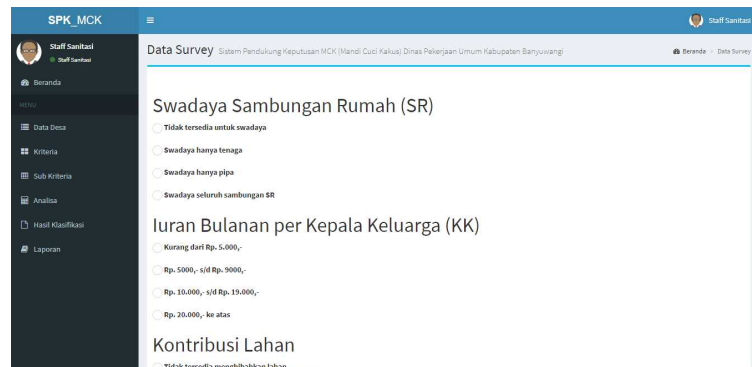 SPK_MCK
Staff Sanitasi
Staff Sanitasi
Staff Sanitasi
Data Survey Sistem Pendukung Keputusan MCK (Mandi Cuci Kakus) Dinas Pekerjaan Umum Kabupaten Banyuwangi
Beranda > Data Survey
Beranda
MENU
Data Desa
Kriteria
Sub Kriteria
Analisa
Hasil Klasifikasi
Laporan
Swadaya Sambungan Rumah (SR)
Tidak tersedia untuk swadaya
Swadaya hanya tenaga
Swadaya hanya pipa
Swadaya seluruh sambungan SR
Iuran Bulanan per Kepala Keluarga (KK)
Kurang dari Rp. 5.000,-
Rp. 5000,- s/d Rp. 9000,-
Rp. 10.000,- s/d Rp. 19.000,-
Rp. 20.000,- ke atas
Kontribusi Lahan
Tidak tersedia menghibahkan lahan